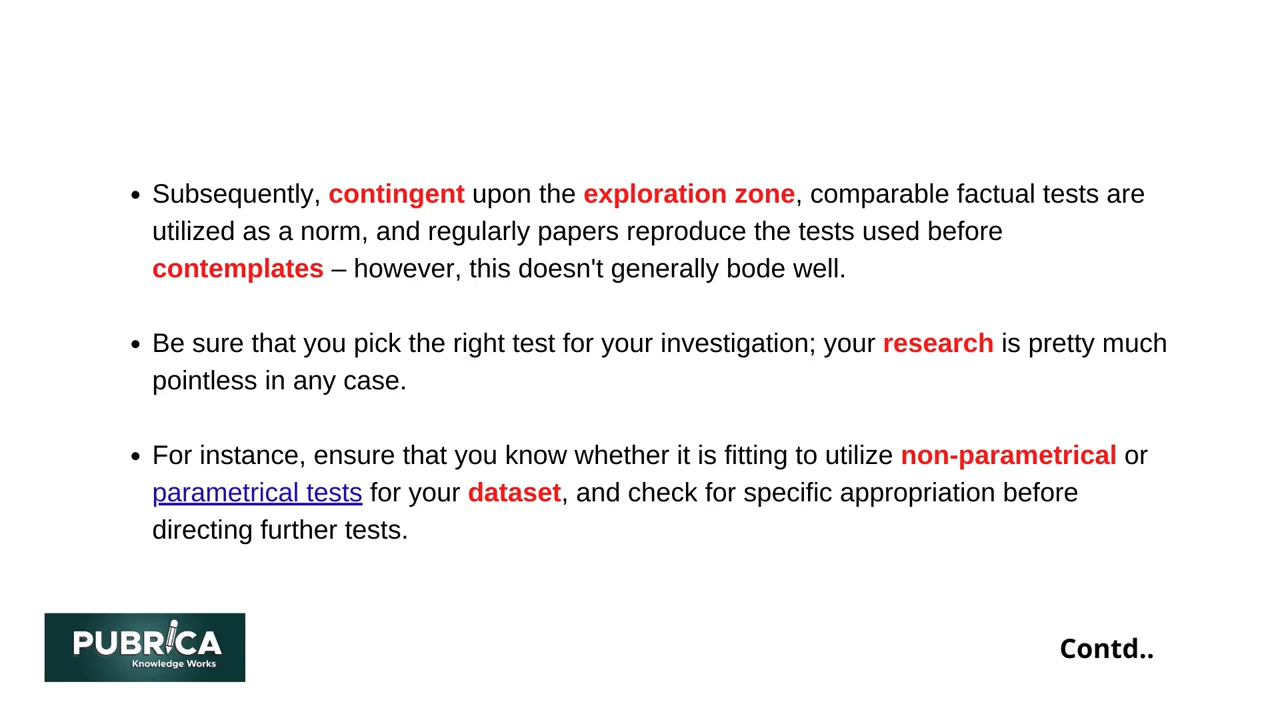 • Subsequently, contingent upon the exploration zone, comparable factual tests are
utilized as a norm, and regularly papers reproduce the tests used before
contemplates – however, this doesn't generally bode well.
• Be sure that you pick the right test for your investigation; your research is pretty much
pointless in any case.
• For instance, ensure that you know whether it is fitting to utilize non-parametrical or
parametrical tests for your dataset, and check for specific appropriation before
directing further tests.
PUBRICA
Knowledge Works
Contd..